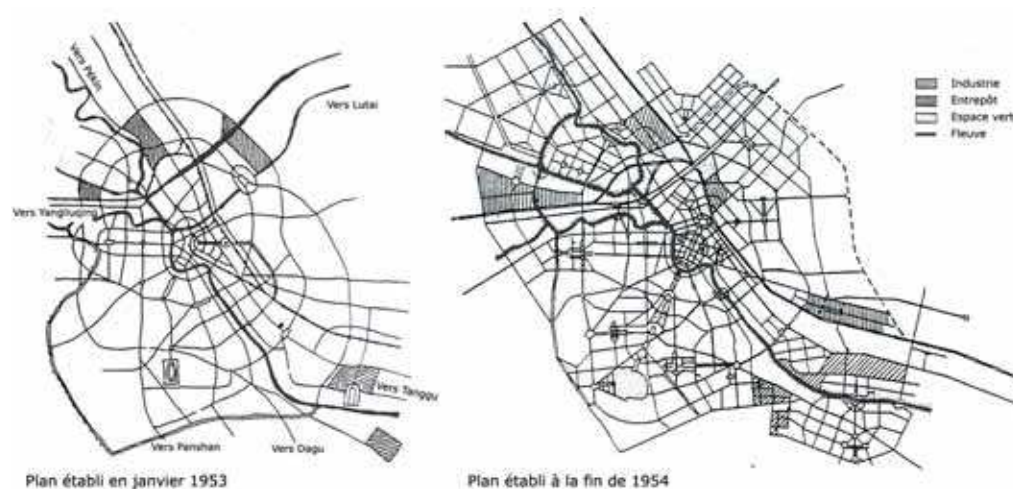 Vers Pékin
Vers Lutai
Vers Yangliuqing
Vers Tanggu
Vers Panshan
Vers Dagu
Plan établi en janvier 1953
Industrie
Entrepôt
Espace vert
Fleuve
Plan établi à la fin de 1954